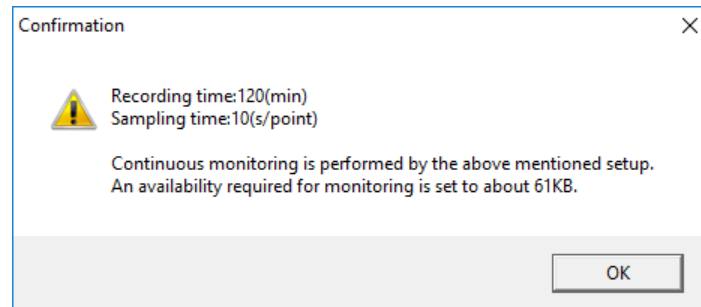 Confirmation
Recording time:120(min)
Sampling time:10(s/point)
Continuous monitoring is performed by the above mentioned setup.
An availability required for monitoring is set to about 61KB.
OK